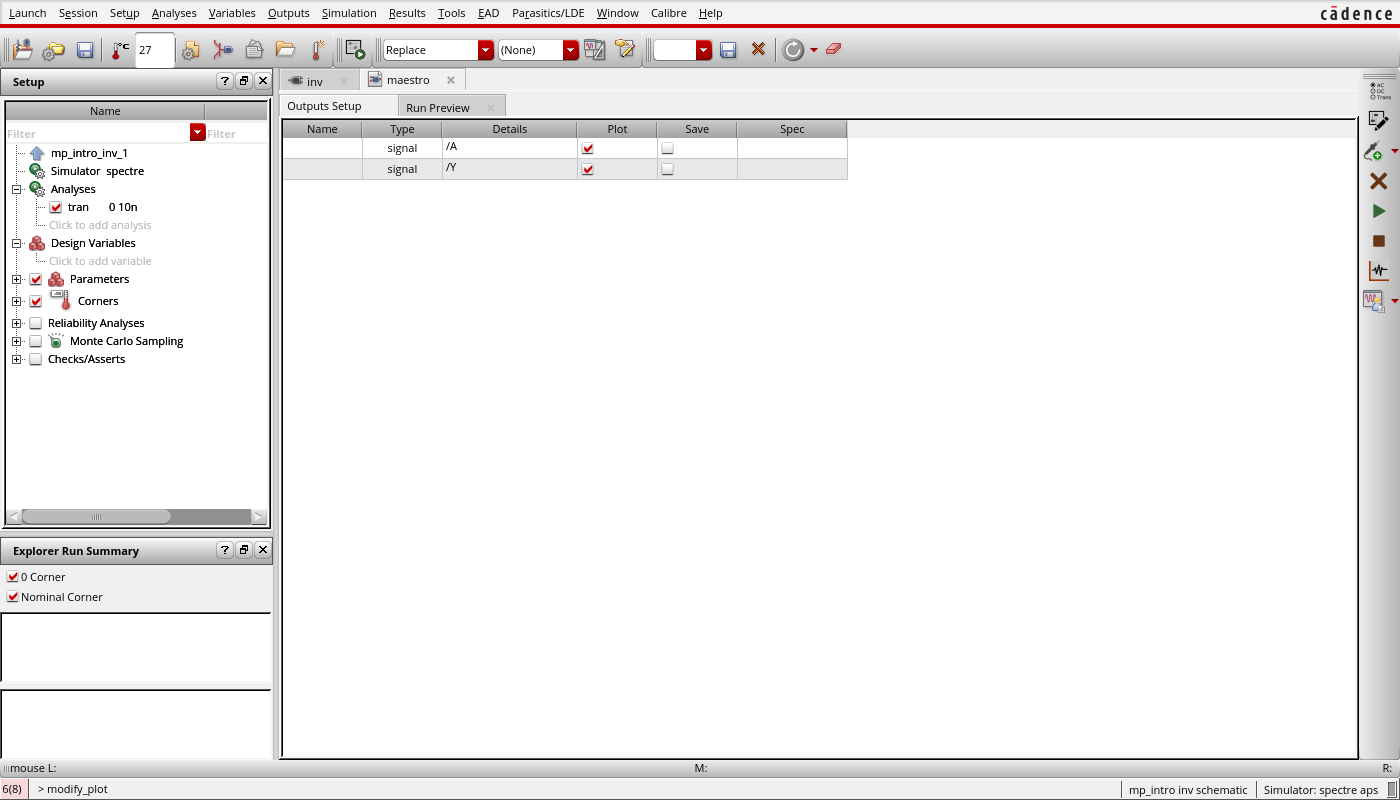 Launch Session Setup Analyses Variables Outputs Simulation Results Tools EAD Parasitics/LDE Window Calibre Help
cādence
°C 27 Replace (None)
Setup ?
inv maestro
AC
DC
Trans
Outputs Setup Run Preview
Name
Filter Filter
mp_intro_inv_1
Simulator spectre
Analyses
tran 0 10n
Click to add analysis
Design Variables
Click to add variable
Parameters
Corners
Reliability Analyses
Monte Carlo Sampling
Checks/Asserts
Name Type Details Plot Save Spec
signal /A
signal /Y
Explorer Run Summary ?
0 Corner
Nominal Corner
mouse L: M: R:
6(8) > modify_plot mp_intro inv schematic Simulator: spectre aps